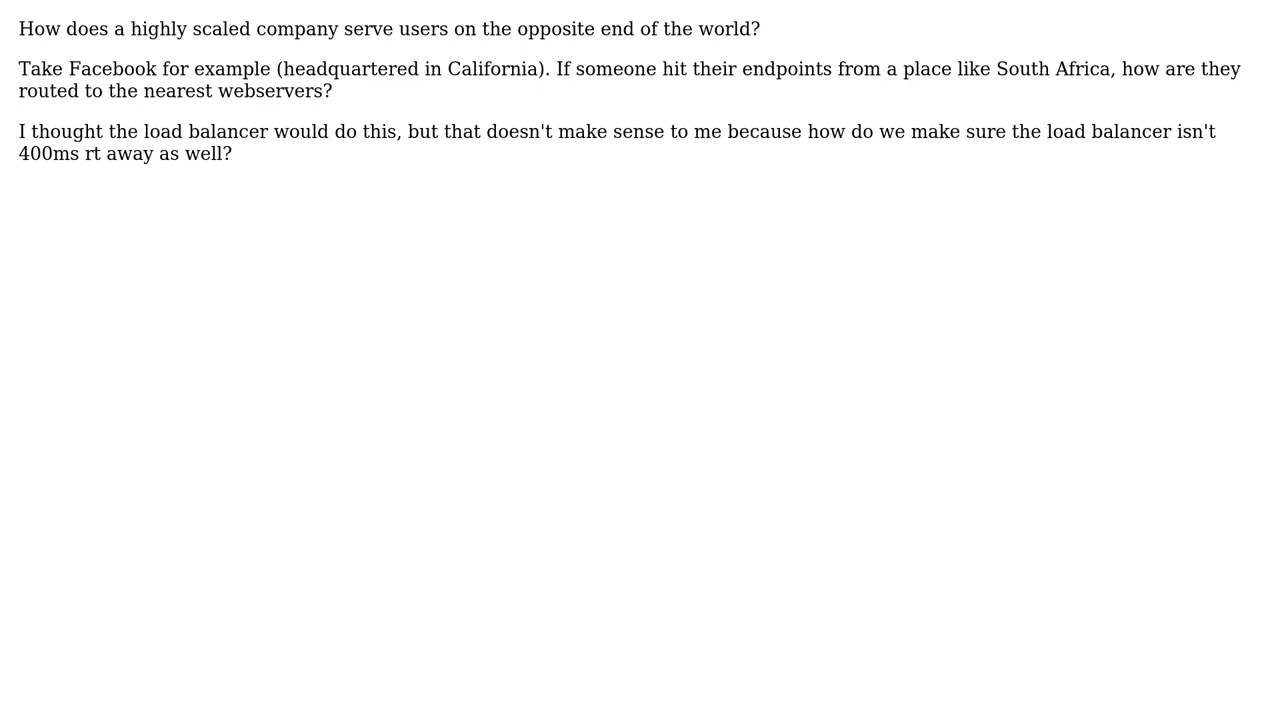 How does a highly scaled company serve users on the opposite end of the world?
Take Facebook for example (headquartered in California). If someone hit their endpoints from a place like South Africa, how are they
routed to the nearest webservers?
I thought the load balancer would do this, but that doesn't make sense to me because how do we make sure the load balancer isn't
400ms rt away as well?